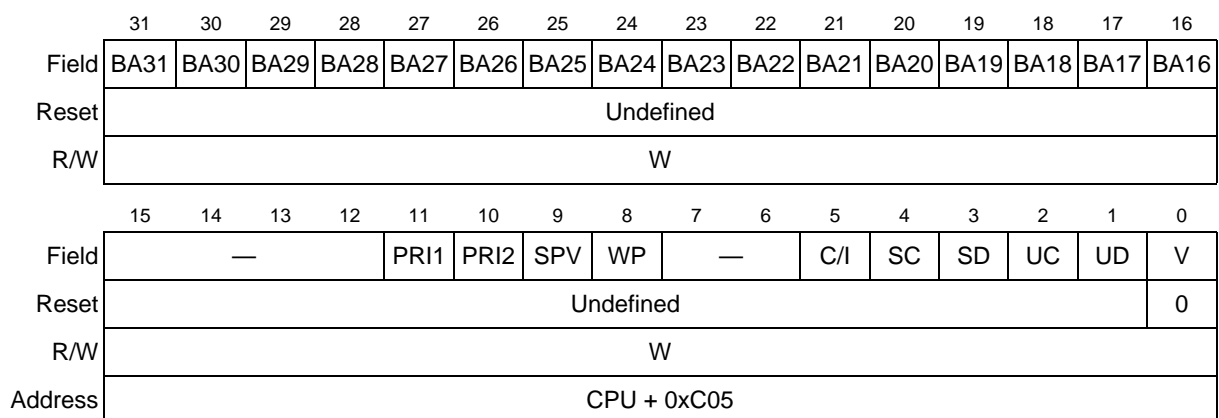 31 30 29 28 27 26 25 24 23 22 21 20 19 18 17 16
Field BA31 BA30 BA29 BA28 BA27 BA26 BA25 BA24 BA23 BA22 BA21 BA20 BA19 BA18 BA17 BA16
Reset Undefined
R/W W
15 14 13 12 11 10 9 8 7 6 5 4 3 2 1 0
Field — PRI1 PRI2 SPV WP — C/I SC SD UC UD V
Reset Undefined 0
R/W W
Address CPU + 0xC05